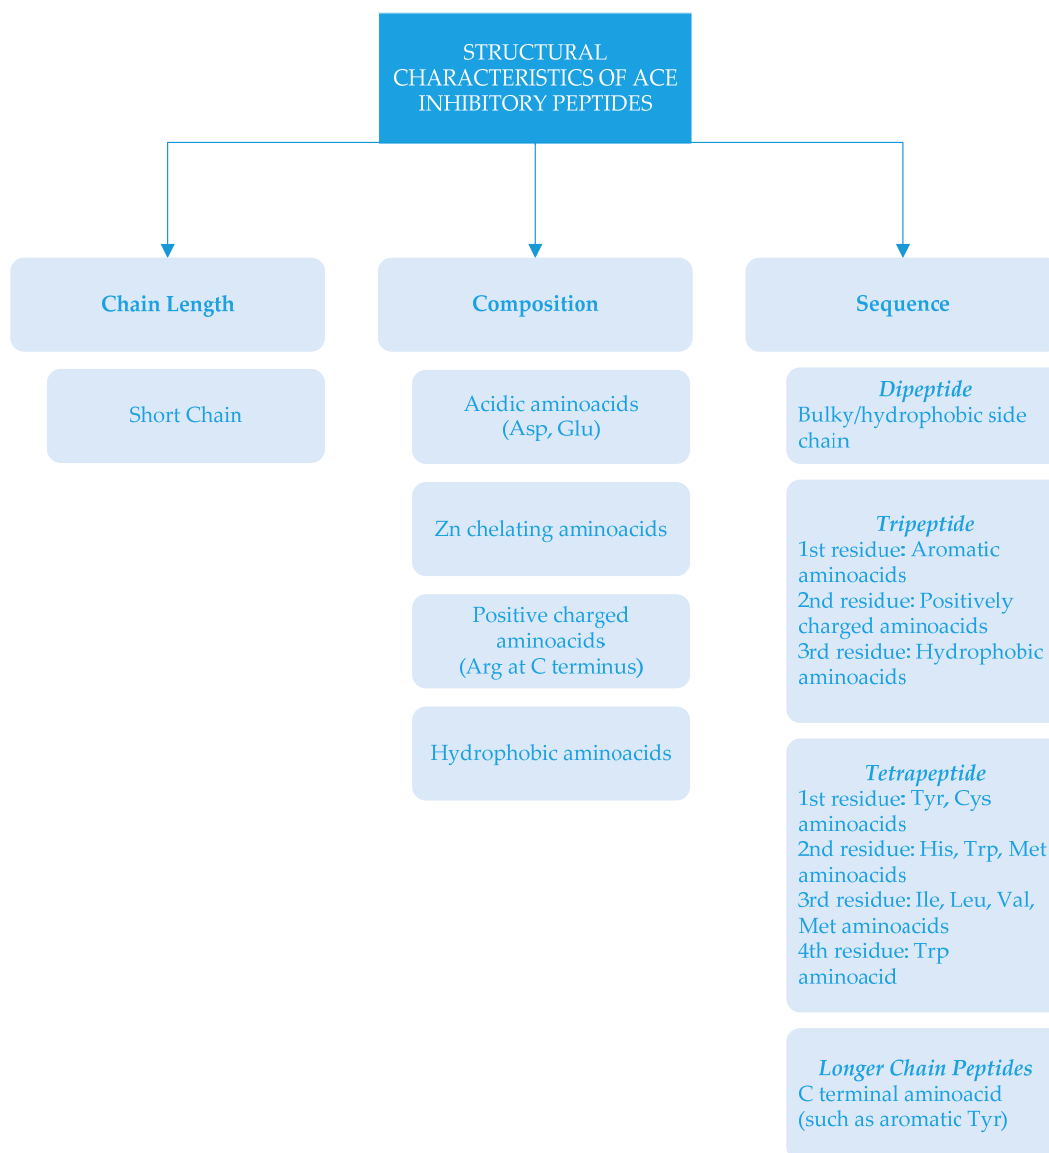 STRUCTURAL
CHARACTERISTICS OF ACE
INHIBITORY PEPTIDES
Chain Length
Short Chain
Composition
Acidic aminoacids
(Asp, Glu)
Zn chelating aminoacids
Positive charged
aminoacids
(Arg at C terminus)
Hydrophobic aminoacids
Sequence
Dipeptide
Bulky/hydrophobic side
chain
Tripeptide
1st residue: Aromatic
aminoacids
2nd residue: Positively
charged aminoacids
3rd residue: Hydrophobic
aminoacids
Tetrapeptide
1st residue: Tyr, Cys
aminoacids
2nd residue: His, Trp, Met
aminoacids
3rd residue: Ile, Leu, Val,
Met aminoacids
4th residue: Trp
aminoacid
Longer Chain Peptides
C terminal aminoacid
(such as aromatic Tyr)